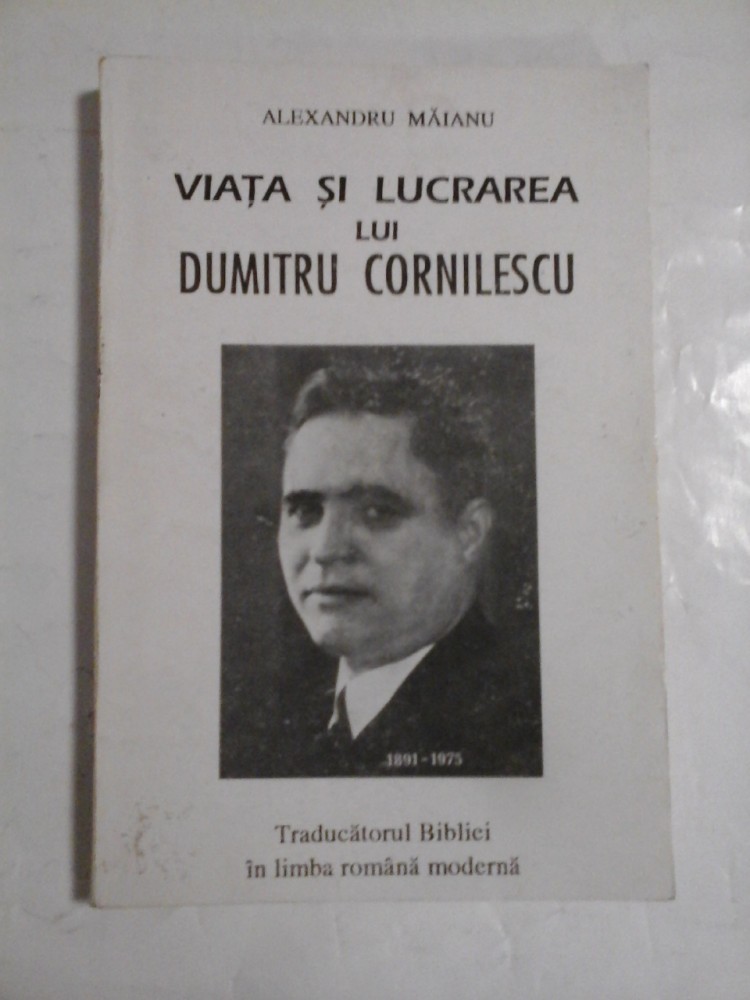 ALEXANDRU MĂIANU
VIAȚA ȘI LUCRAREA
LUI
DUMITRU CORNILESCU
1891-1975
Traducătorul Bibliei
în limba română modernă